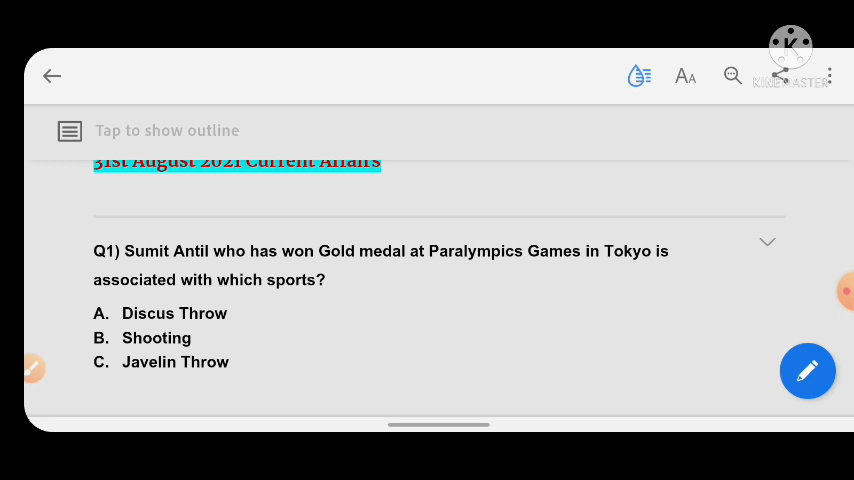 KINEMASTER
Tap to show outline
31st August 2021 Current Affairs
Q1) Sumit Antil who has won Gold medal at Paralympics Games in Tokyo is
associated with which sports?
A. Discus Throw
B. Shooting
C. Javelin Throw